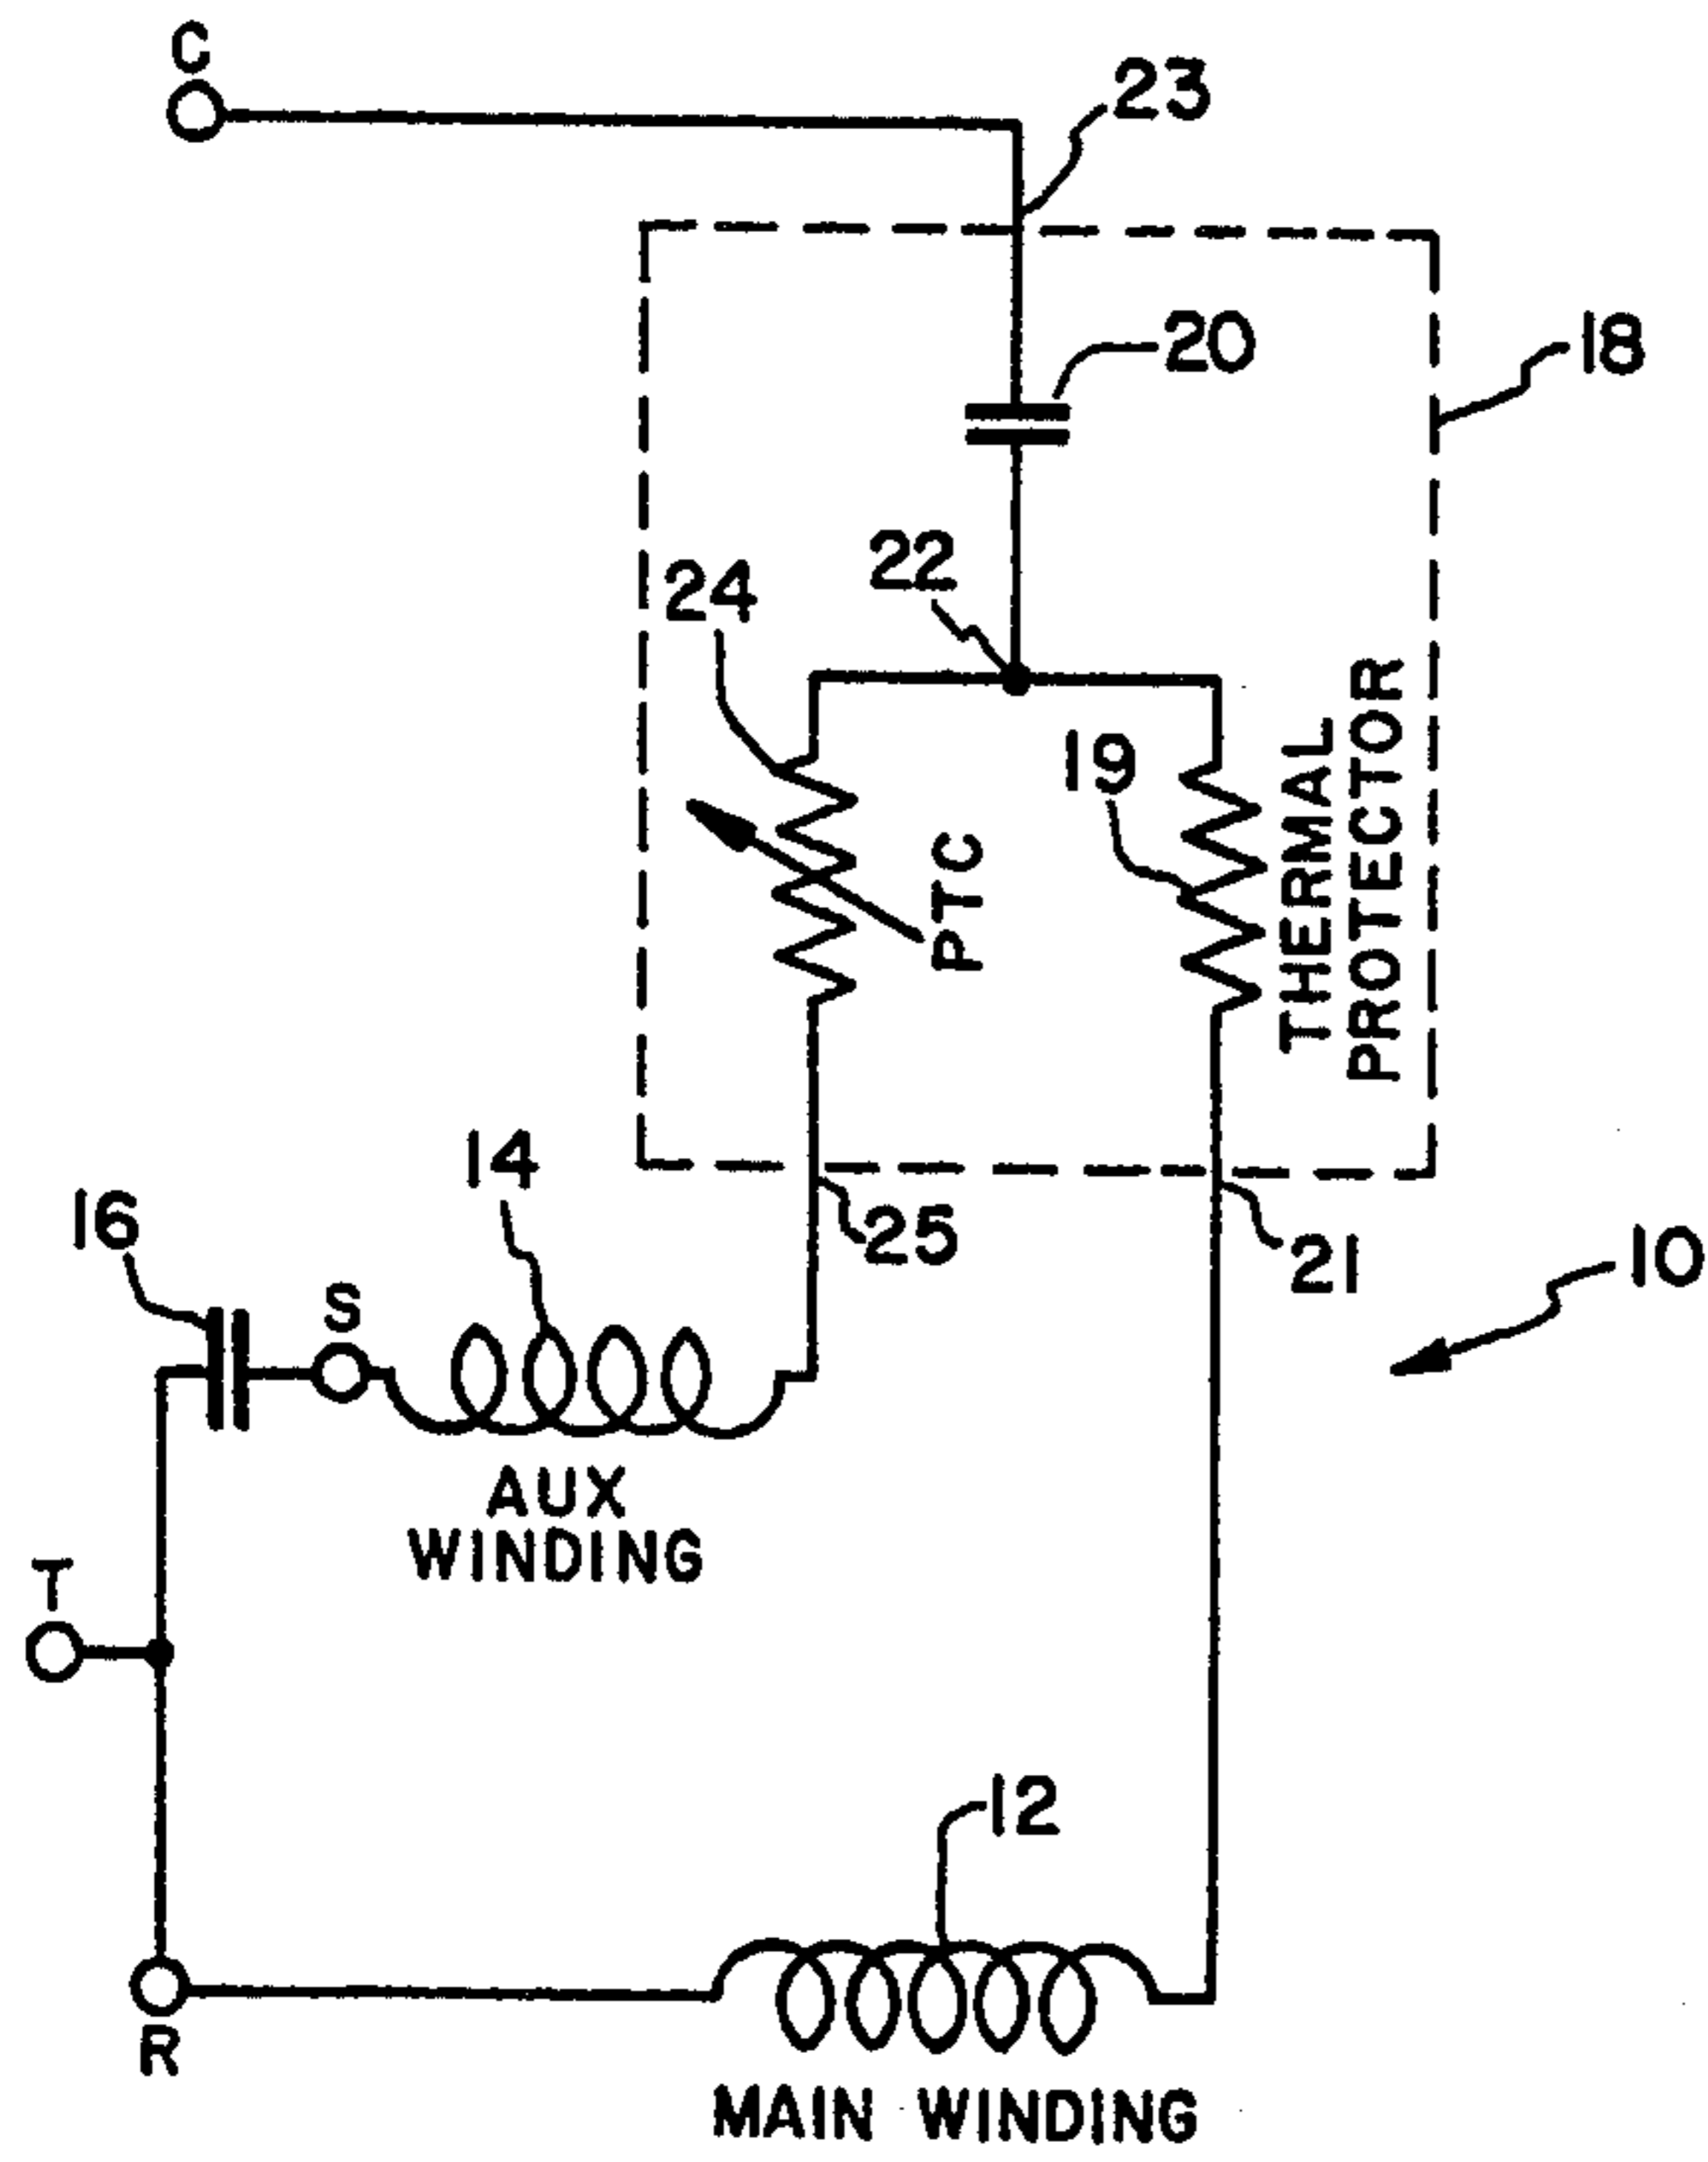 C
23
20
18
22
24
19
PTC
THERMAL
PROTECTOR
14
16
25
21
10
S
AUX
WINDING
T
12
R
MAIN WINDING